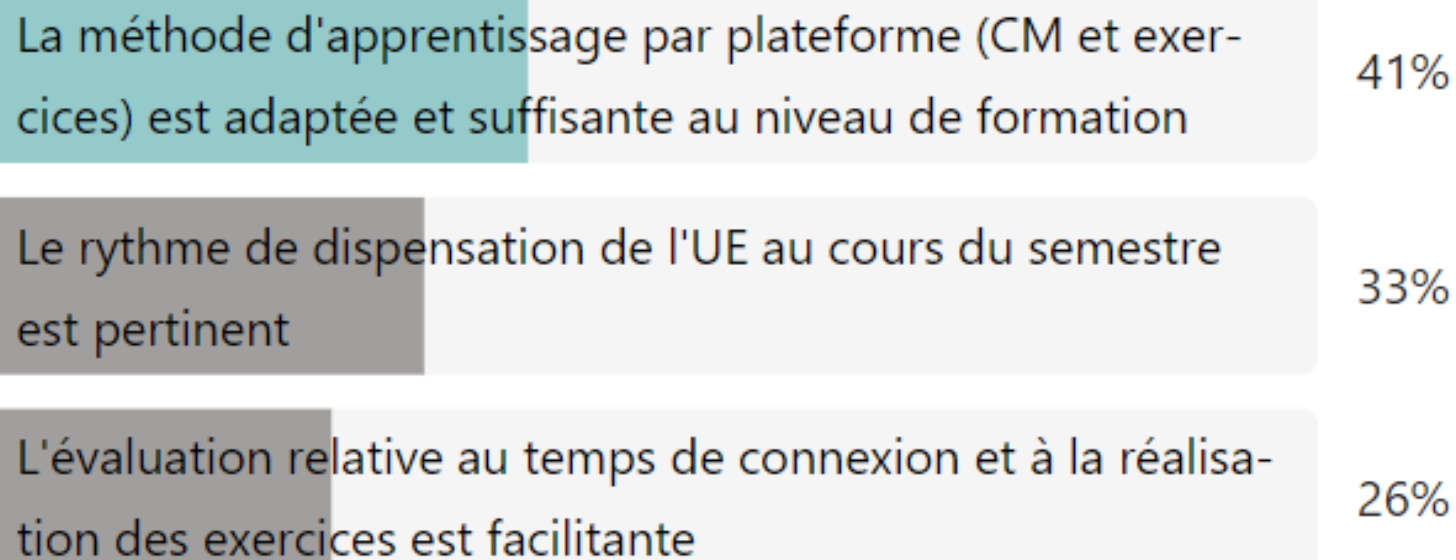 La méthode d'apprentissage par plateforme (CM et exer-
cices) est adaptée et suffisante au niveau de formation
41%
Le rythme de dispensation de l'UE au cours du semestre
est pertinent
33%
L'évaluation relative au temps de connexion et à la réalisa-
tion des exercices est facilitante
26%